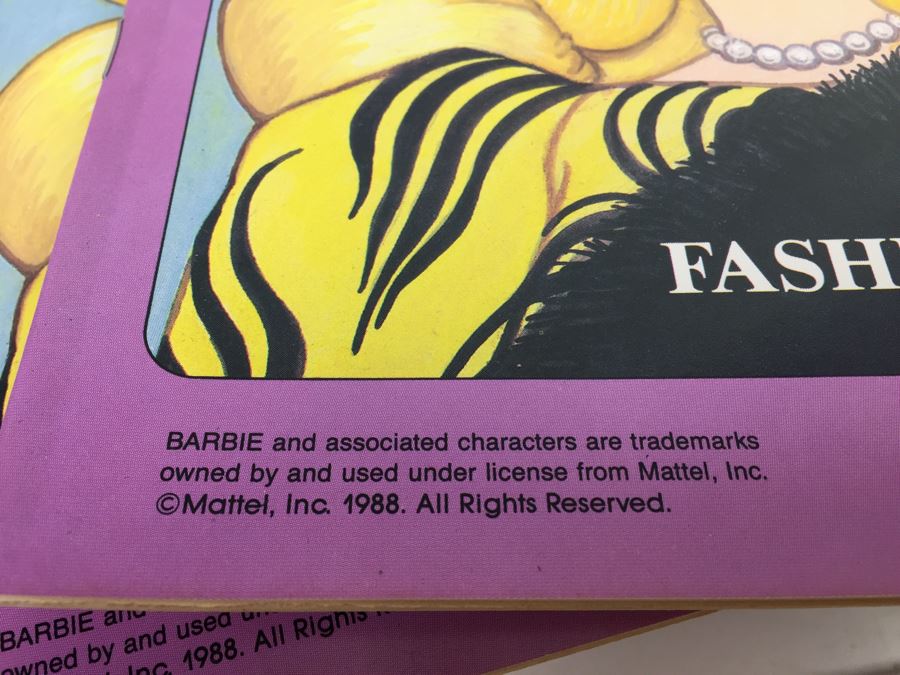 FASH
BARBIE and associated characters are trademarks
owned by and used under license from Mattel, Inc.
©Mattel, Inc. 1988. All Rights Reserved.
BARBIE and
owned by and used un
Inc. 1988. All Rights